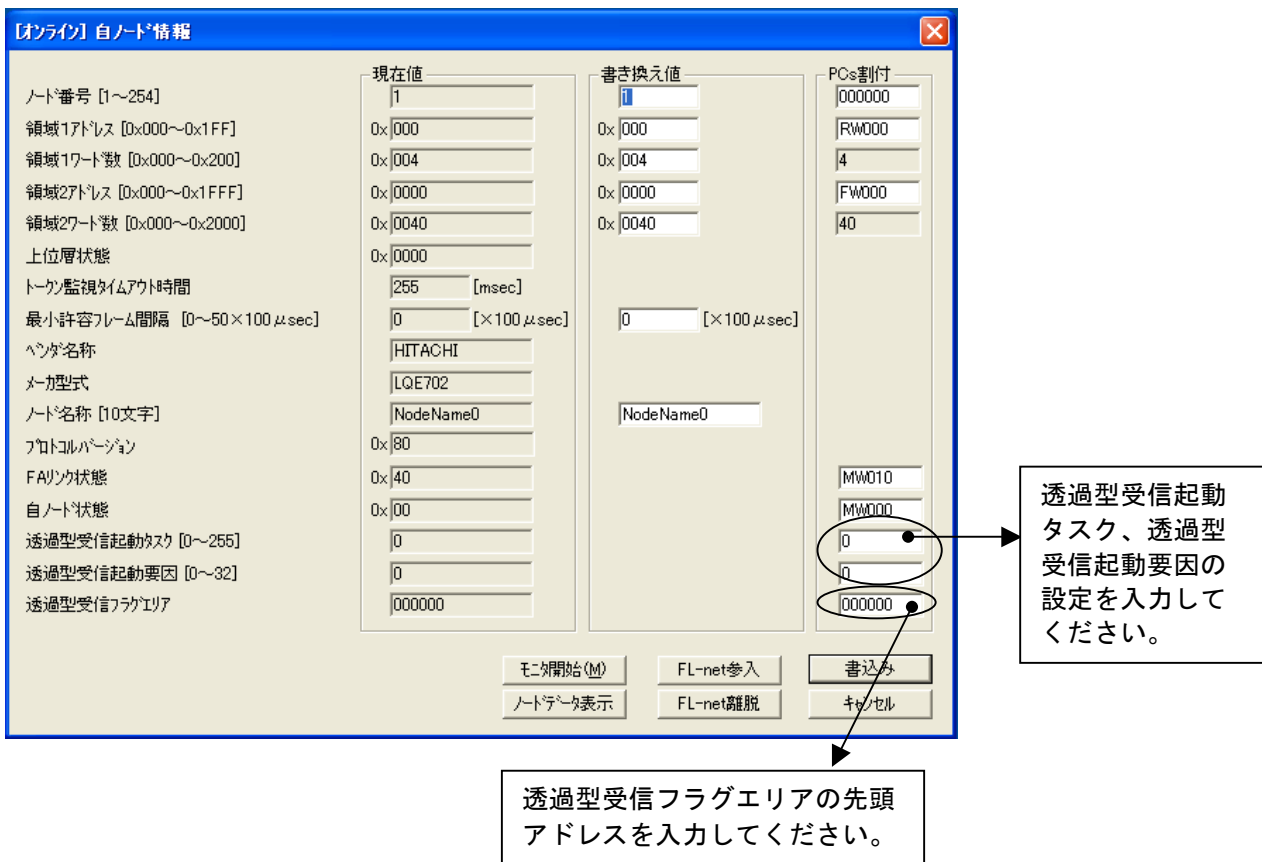 [オンライン] 自ノード情報
現在値 書き換え値 PCs割付
ノード番号 [1～254] 1 1 000000
領域1アドレス [0x000～0x1FF] 0x 000 0x 000 RW000
領域1ワード数 [0x000～0x200] 0x 004 0x 004 4
領域2アドレス [0x000～0x1FFF] 0x 0000 0x 0000 FW000
領域2ワード数 [0x000～0x2000] 0x 0040 0x 0040 40
上位層状態 0x 0000
トークン監視タイムアウト時間 255 [msec]
最小許容フレーム間隔 [0～50×100μsec] 0 [×100μsec] 0 [×100μsec]
ベンダ名称 HITACHI
メーカ型式 LQE702
ノード名称 [10文字] NodeName0 NodeName0
プロトコルバージョン 0x 80
FAリンク状態 0x 40 MW010
自ノード状態 0x 00 MW000
透過型受信起動タスク [0～255] 0 0
透過型受信起動要因 [0～32] 0 0
透過型受信フラグエリア 000000 000000
モニタ開始(M) FL-net参入 書込み
ノードデータ表示 FL-net離脱 キャンセル
透過型受信起動
タスク、透過型
受信起動要因の
設定を入力して
ください。
透過型受信フラグエリアの先頭
アドレスを入力してください。